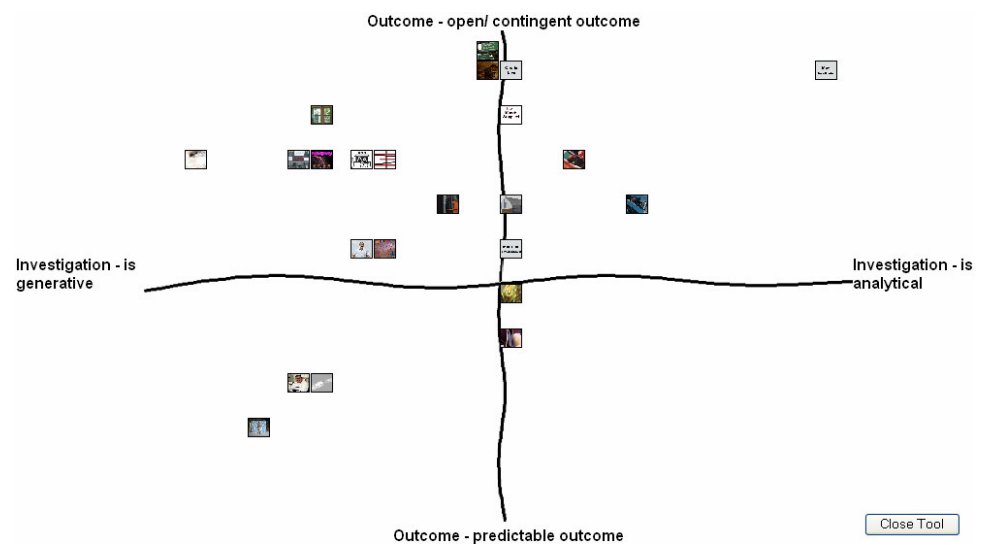 Outcome - open/ contingent outcome
Investigation - is
generative
Investigation - is
analytical
Close Tool
Outcome - predictable outcome